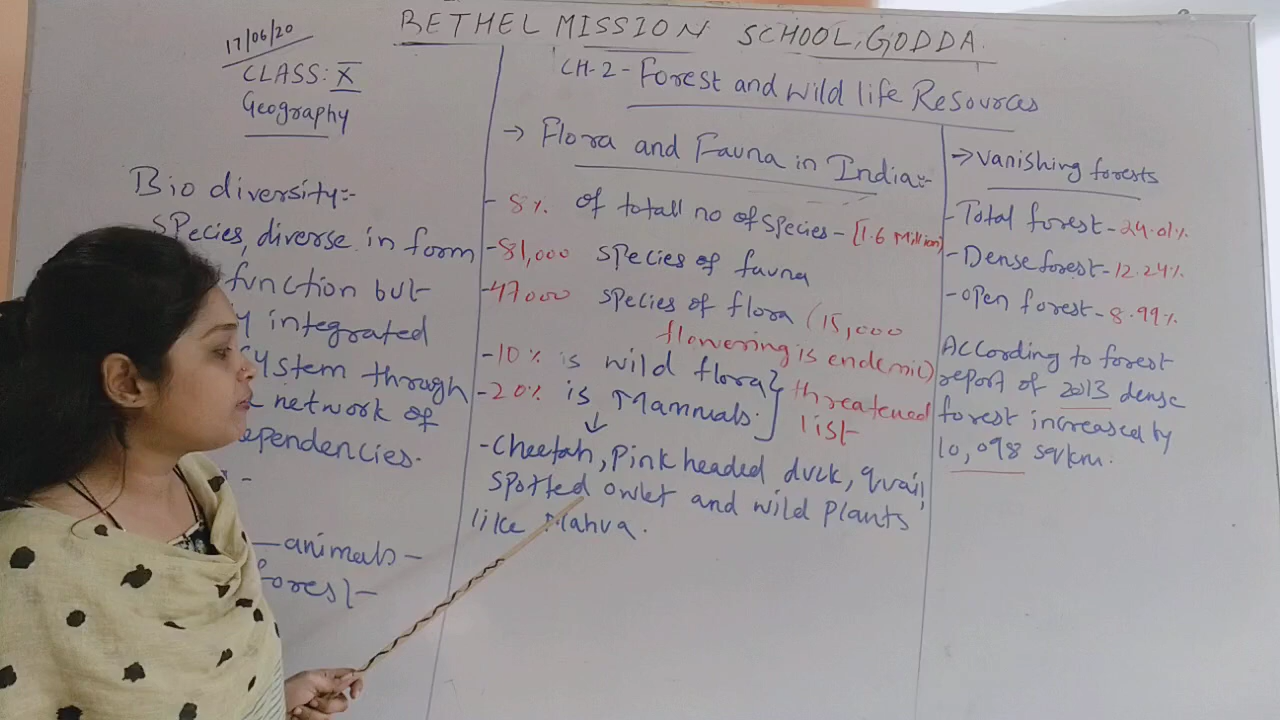 BETHEL MISSION SCHOOL, GODDA.
17/06/20
CLASS: X
Geography
CH-2 - Forest and wild life Resources
Bio diversity:-
Species, diverse in form
function but
y integrated
system through
network of
ependencies.
-
animals -
forest -
→ Flora and Fauna in India:-
- 8% of totall no of species - [1.6 Million]
- 81,000 species of fauna
- 47000 species of flora (15,000
flowering is endemic)
- 10% is wild flora } threatened
- 20% is Mammals. list
↓
- Cheetah, Pink headed duck, quail,
spotted owlet and wild plants
like Mahua.
→ Vanishing forests
- Total forest - 24.01%
- Dense forest - 12.24%
- open forest - 8.99%
According to forest
report of 2013 dense
forest increased by
10,098 sq km.